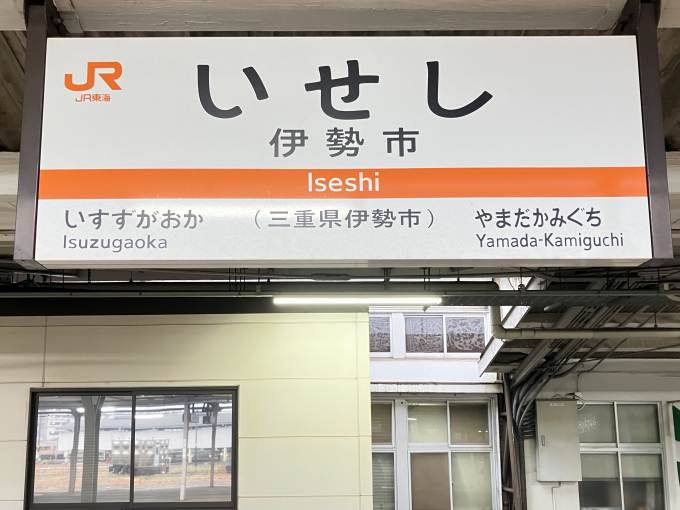 JR
JR東海
いせし
伊勢市
Iseshi
いすずがおか
Isuzugaoka
（三重県伊勢市）
やまだかみぐち
Yamada-Kamiguchi